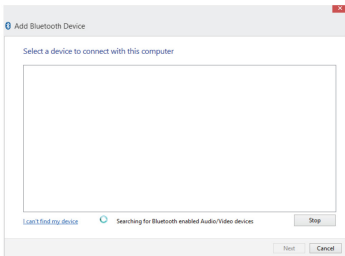 Add Bluetooth Device
Select a device to connect with this computer
I can't find my device
Searching for Bluetooth enabled Audio/Video devices
Stop
Next
Cancel